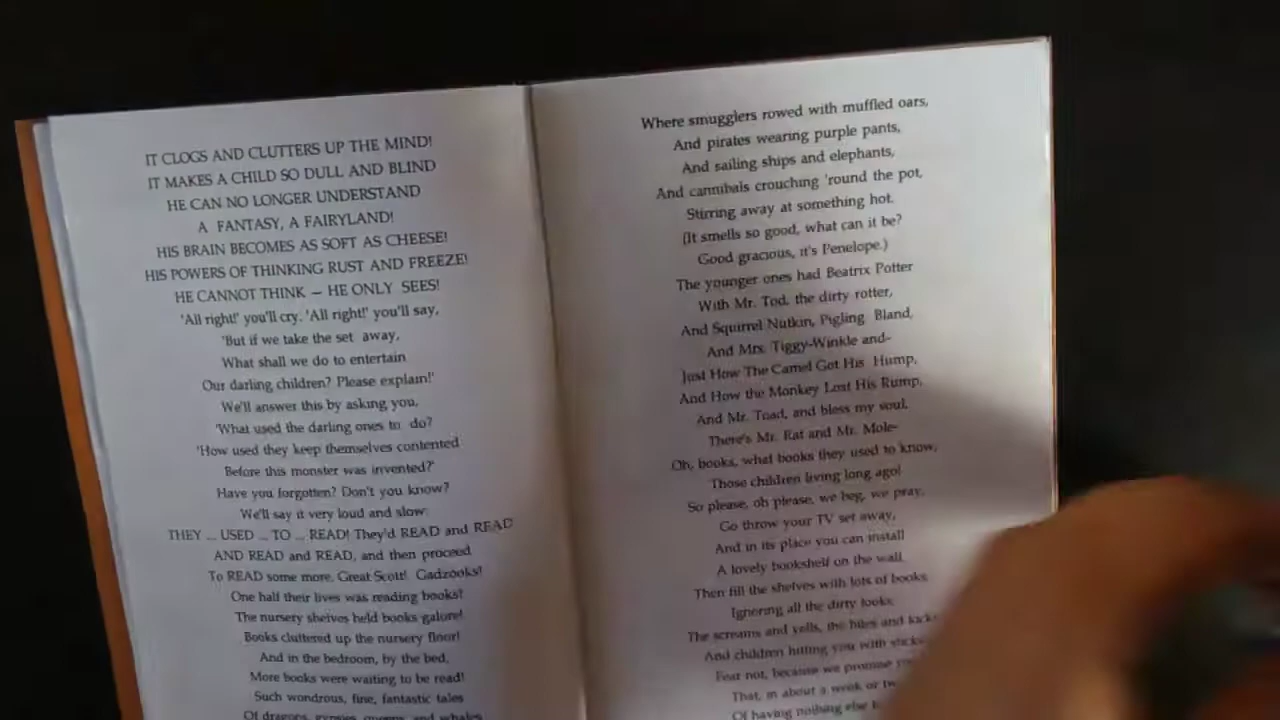 IT CLOGS AND CLUTTERS UP THE MIND!
IT MAKES A CHILD SO DULL AND BLIND
HE CAN NO LONGER UNDERSTAND
A FANTASY, A FAIRYLAND!
HIS BRAIN BECOMES AS SOFT AS CHEESE!
HIS POWERS OF THINKING RUST AND FREEZE!
HE CANNOT THINK — HE ONLY SEES!
'All right!' you'll cry. 'All right!' you'll say,
'But if we take the set away,
What shall we do to entertain
Our darling children? Please explain!'
We'll answer this by asking you,
'What used the darling ones to do?
'How used they keep themselves contented
Before this monster was invented?'
Have you forgotten? Don't you know?
We'll say it very loud and slow:
THEY ... USED ... TO ... READ! They'd READ and READ
AND READ and READ, and then proceed
To READ some more. Great Scott! Gadzooks!
One half their lives was reading books!
The nursery shelves held books galore!
Books cluttered up the nursery floor!
And in the bedroom, by the bed,
More books were waiting to be read!
Such wondrous, fine, fantastic tales
Of dragons, gypsies, queens, and whales
Where smugglers rowed with muffled oars,
And pirates wearing purple pants,
And sailing ships and elephants,
And cannibals crouching 'round the pot,
Stirring away at something hot.
(It smells so good, what can it be?
Good gracious, it's Penelope.)
The younger ones had Beatrix Potter
With Mr. Tod, the dirty rotter,
And Squirrel Nutkin, Pigling Bland,
And Mrs. Tiggy-Winkle and-
Just How The Camel Got His Hump,
And How the Monkey Lost His Rump,
And Mr. Toad, and bless my soul,
There's Mr. Rat and Mr. Mole-
Oh, books, what books they used to know,
Those children living long ago!
So please, oh please, we beg, we pray,
Go throw your TV set away,
And in its place you can install
A lovely bookshelf on the wall.
Then fill the shelves with lots of books,
Ignoring all the dirty looks,
The screams and yells, the bites and kicks
And children hitting you with sticks-
Fear not, because we promise
That, in about a week or
Of having nothing else